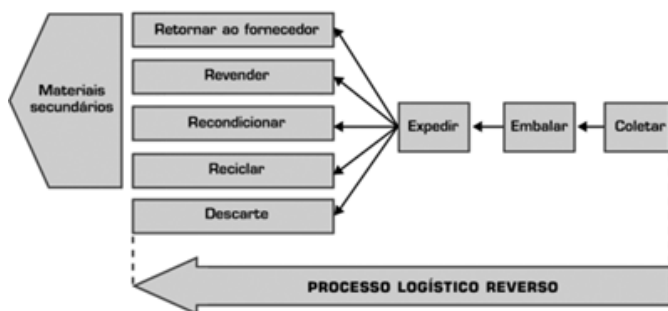 Retornar ao fornecedor
Materiais
secundários
Revender
Recondicionar
Expedir
Embalar
Coletar
Reciclar
Descarte
PROCESSO LOGÍSTICO REVERSO